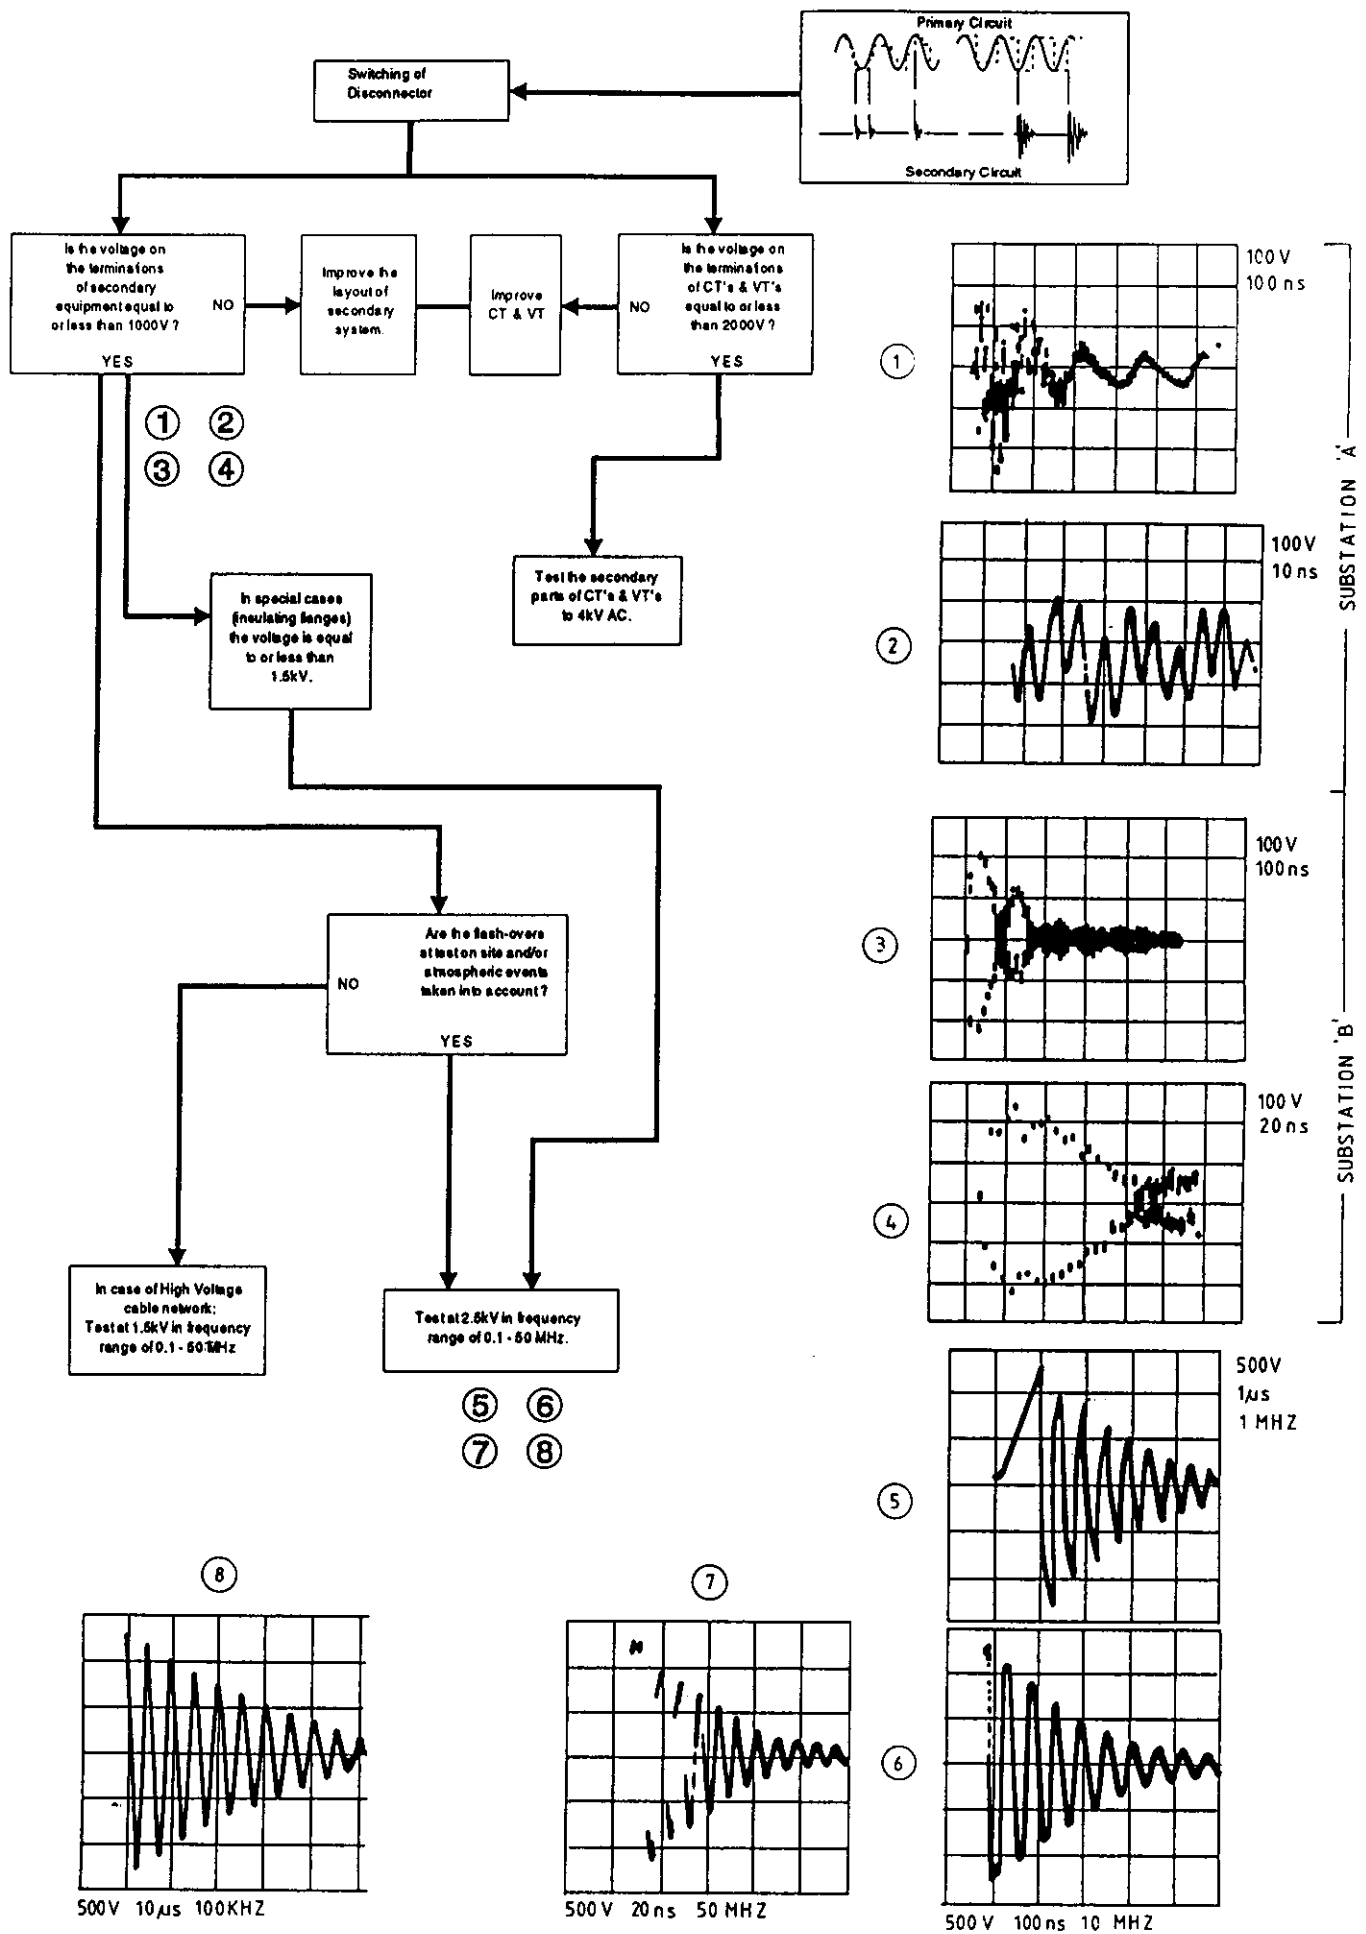 Primary Circuit
Secondary Circuit
Switching of
Disconnector
Is the voltage on
the terminations
of secondary
equipment equal to
or less than 1000V ?
NO
YES
Improve the
layout of
secondary
system.
Improve
CT & VT
Is the voltage on
the terminations
of CT's & VT's
equal to or less
than 2000V ?
NO
YES
① ②
③ ④
In special cases
(insulating flanges)
the voltage is equal
to or less than
1.5kV.
Test the secondary
parts of CT's & VT's
to 4kV AC.
Are the flash-overs
at test on site and/or
atmospheric events
taken into account ?
NO
YES
In case of High Voltage
cable network:
Test at 1.5kV in frequency
range of 0.1 - 50 MHz
Test at 2.5kV in frequency
range of 0.1 - 50 MHz.
⑤ ⑥
⑦ ⑧
1
100V
100 ns
2
100V
10 ns
SUBSTATION 'A'
3
100V
100ns
4
100 V
20ns
SUBSTATION 'B'
5
500V
1µs
1 MHZ
6
500 V 100ns 10 MHZ
7
500V 20ns 50 MHZ
8
500V 10µs 100KHZ